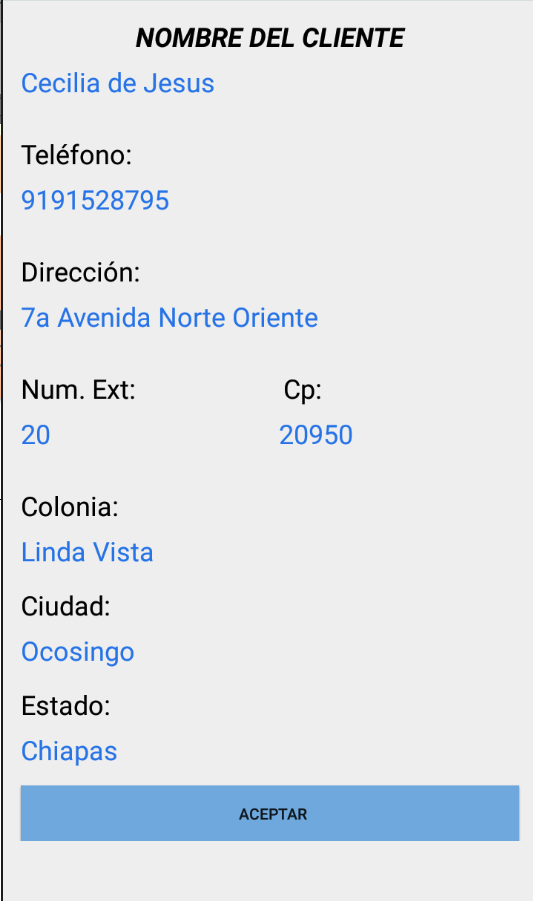 NOMBRE DEL CLIENTE
Cecilia de Jesus
Teléfono:
9191528795
Dirección:
7a Avenida Norte Oriente
Num. Ext: Cp:
20 20950
Colonia:
Linda Vista
Ciudad:
Ocosingo
Estado:
Chiapas
ACEPTAR